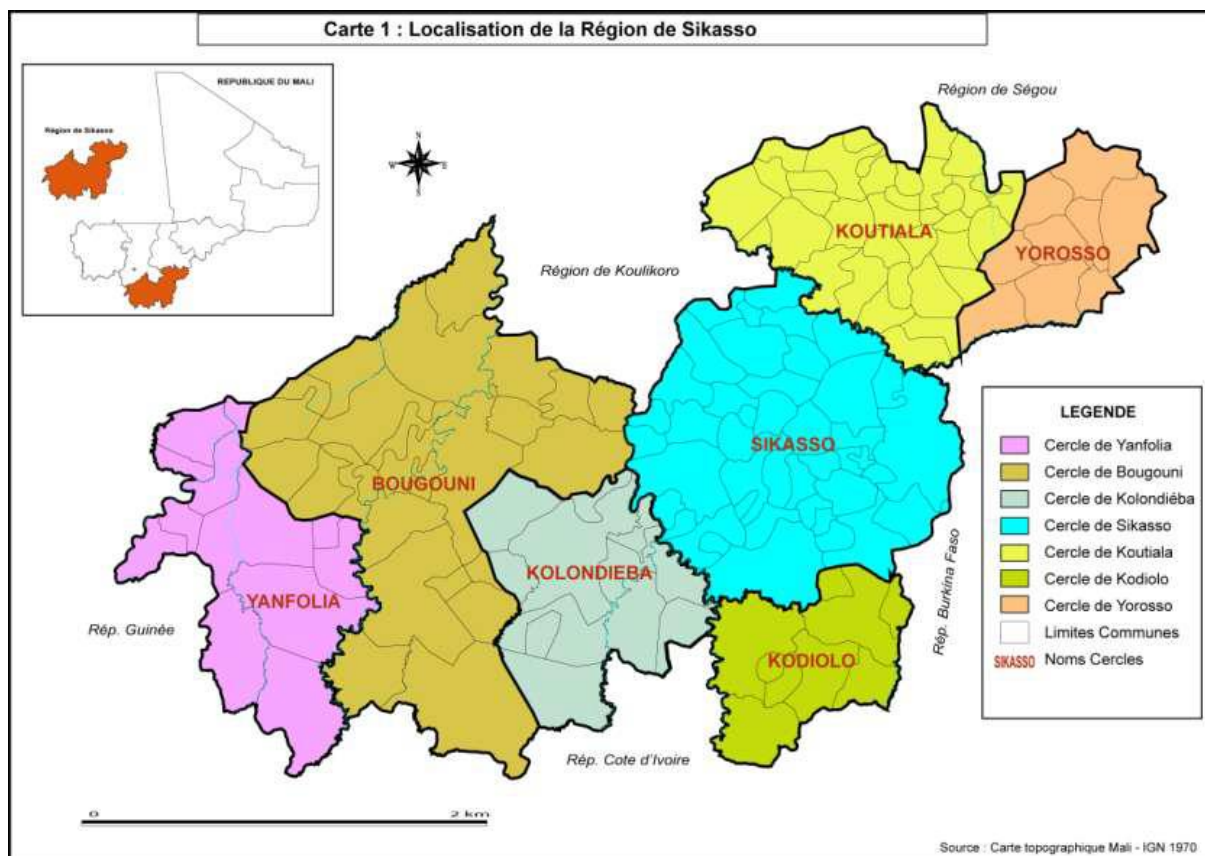 Carte 1 : Localisation de la Région de Sikasso
REPUBLIQUE DU MALI
Région de Sikasso
N
W
E
S
Région de Ségou
Région de Koulikoro
KOUTIALA
YOROSSO
SIKASSO
BOUGOUNI
KOLONDIEBA
YANFOLIA
KODIOLO
Rép. Guinée
Rép. Burkina Faso
Rép. Cote d'Ivoire
LEGENDE
Cercle de Yanfolia
Cercle de Bougouni
Cercle de Kolondiéba
Cercle de Sikasso
Cercle de Koutiala
Cercle de Kodiolo
Cercle de Yorosso
Limites Communes
SIKASSO Noms Cercles
0 2 km
Source : Carte topographique Mali - IGN 1970